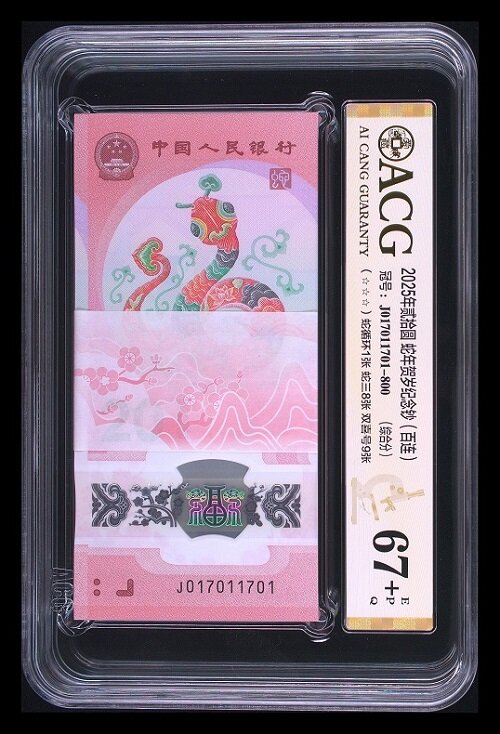 中国人民银行
J017011701
ACG
AI CANG GUARANTY
2025年贰拾圆 蛇年贺岁纪念钞（百连）
冠号：J017011701-800 (综合分)
(☆☆☆) 蛇循环1张 蛇三8张 双喜号9张
67+
E
P
Q